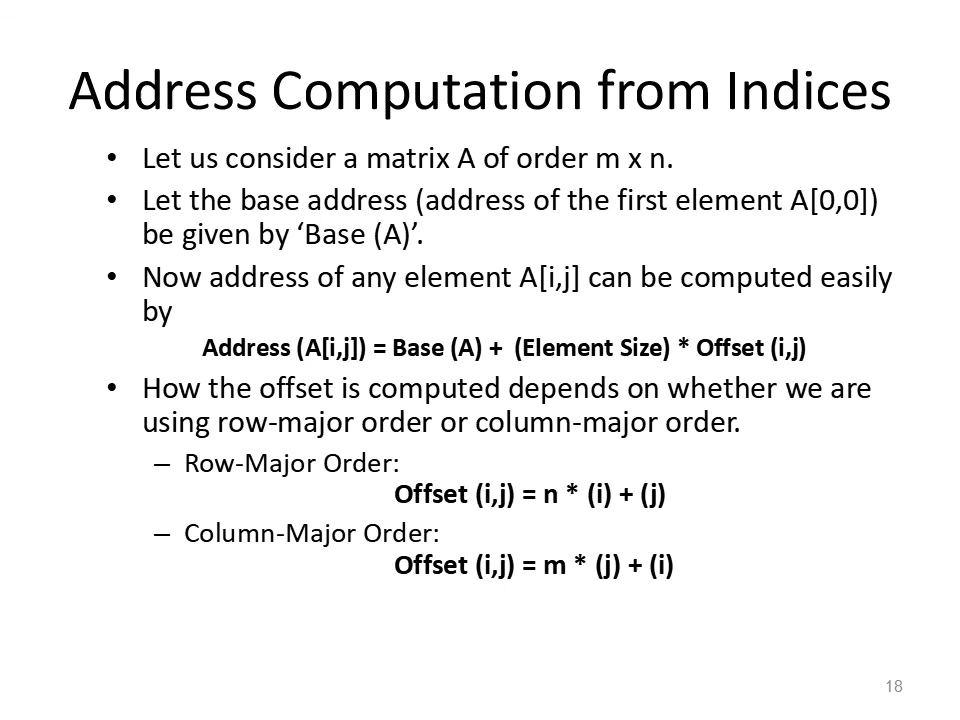 Address Computation from Indices
• Let us consider a matrix A of order m x n.
• Let the base address (address of the first element A[0,0])
be given by ‘Base (A)’.
• Now address of any element A[i,j] can be computed easily
by
Address (A[i,j]) = Base (A) + (Element Size) * Offset (i,j)
• How the offset is computed depends on whether we are
using row-major order or column-major order.
– Row-Major Order:
Offset (i,j) = n * (i) + (j)
– Column-Major Order:
Offset (i,j) = m * (j) + (i)
18